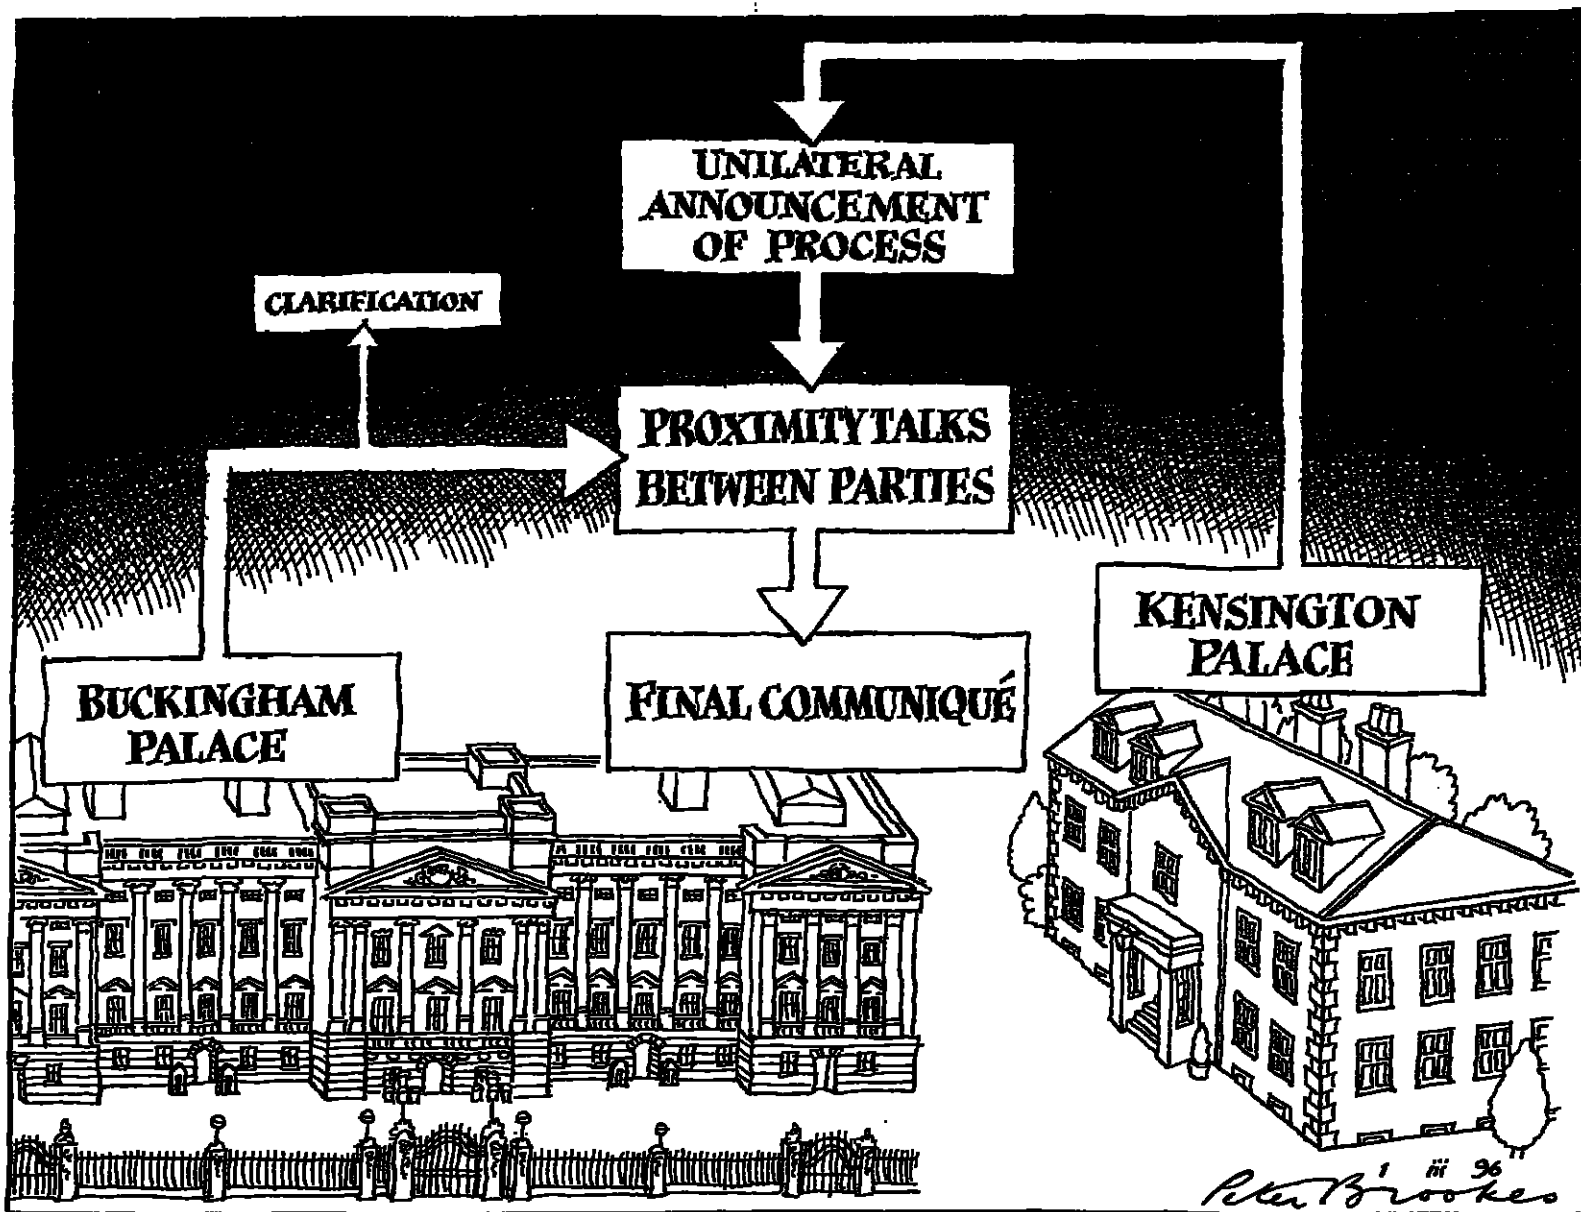 UNILATERAL
ANNOUNCEMENT
OF PROCESS
CLARIFICATION
PROXIMITY TALKS
BETWEEN PARTIES
KENSINGTON
PALACE
BUCKINGHAM
PALACE
FINAL COMMUNIQUÉ
1 iii 96
Peter Brookes